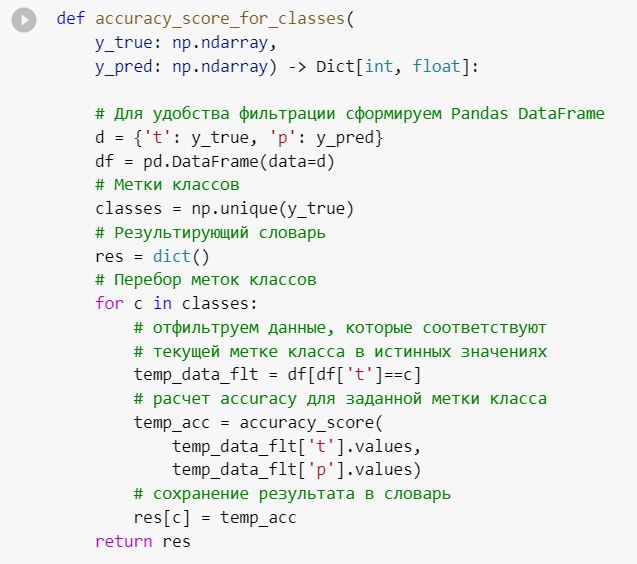 def accuracy_score_for_classes(
    y_true: np.ndarray,
    y_pred: np.ndarray) -> Dict[int, float]:
    # Для удобства фильтрации сформируем Pandas DataFrame
    d = {'t': y_true, 'p': y_pred}
    df = pd.DataFrame(data=d)
    # Метки классов
    classes = np.unique(y_true)
    # Результирующий словарь
    res = dict()
    # Перебор меток классов
    for c in classes:
        # отфильтруем данные, которые соответствуют
        # текущей метке класса в истинных значениях
        temp_data_flt = df[df['t']==c]
        # расчет accuracy для заданной метки класса
        temp_acc = accuracy_score(
            temp_data_flt['t'].values,
            temp_data_flt['p'].values)
        # сохранение результата в словарь
        res[c] = temp_acc
    return res